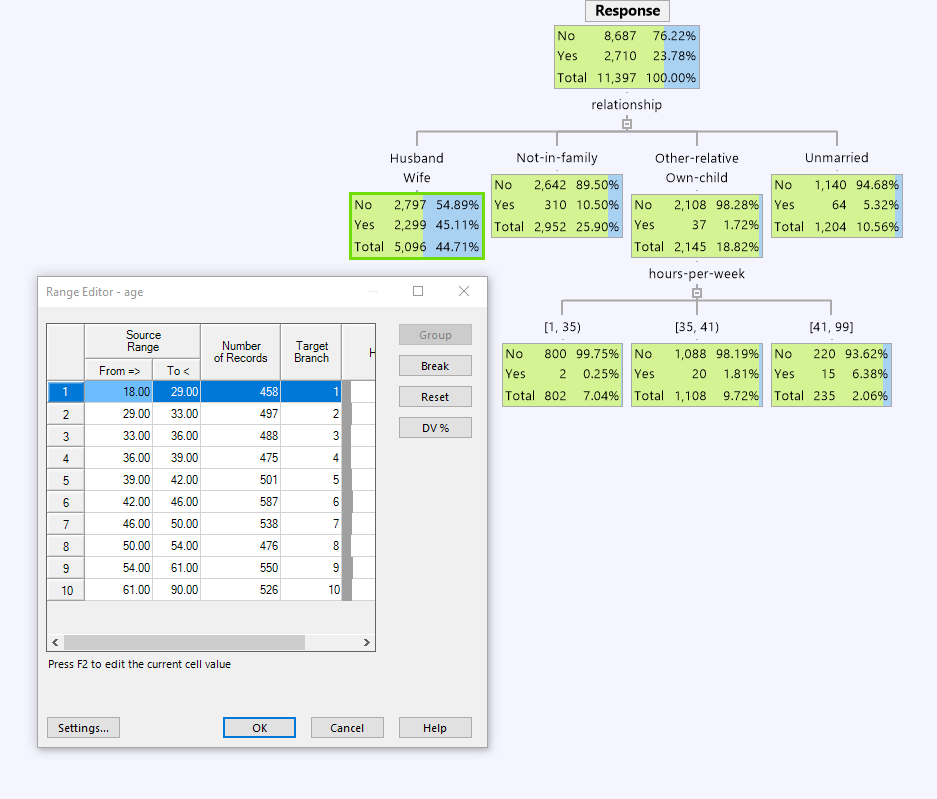 Response
No 8,687 76.22%
Yes 2,710 23.78%
Total 11,397 100.00%
relationship
Husband
Wife
No 2,797 54.89%
Yes 2,299 45.11%
Total 5,096 44.71%
Not-in-family
No 2,642 89.50%
Yes 310 10.50%
Total 2,952 25.90%
Other-relative
Own-child
No 2,108 98.28%
Yes 37 1.72%
Total 2,145 18.82%
Unmarried
No 1,140 94.68%
Yes 64 5.32%
Total 1,204 10.56%
hours-per-week
[1, 35)
No 800 99.75%
Yes 2 0.25%
Total 802 7.04%
[35, 41)
No 1,088 98.19%
Yes 20 1.81%
Total 1,108 9.72%
[41, 99]
No 220 93.62%
Yes 15 6.38%
Total 235 2.06%
Range Editor - age
Source
Range
From => To <
Number
of Records
Target
Branch
H
1 18.00 29.00 458 1
2 29.00 33.00 497 2
3 33.00 36.00 488 3
4 36.00 39.00 475 4
5 39.00 42.00 501 5
6 42.00 46.00 587 6
7 46.00 50.00 538 7
8 50.00 54.00 476 8
9 54.00 61.00 550 9
10 61.00 90.00 526 10
Group
Break
Reset
DV %
Press F2 to edit the current cell value
Settings...
OK
Cancel
Help